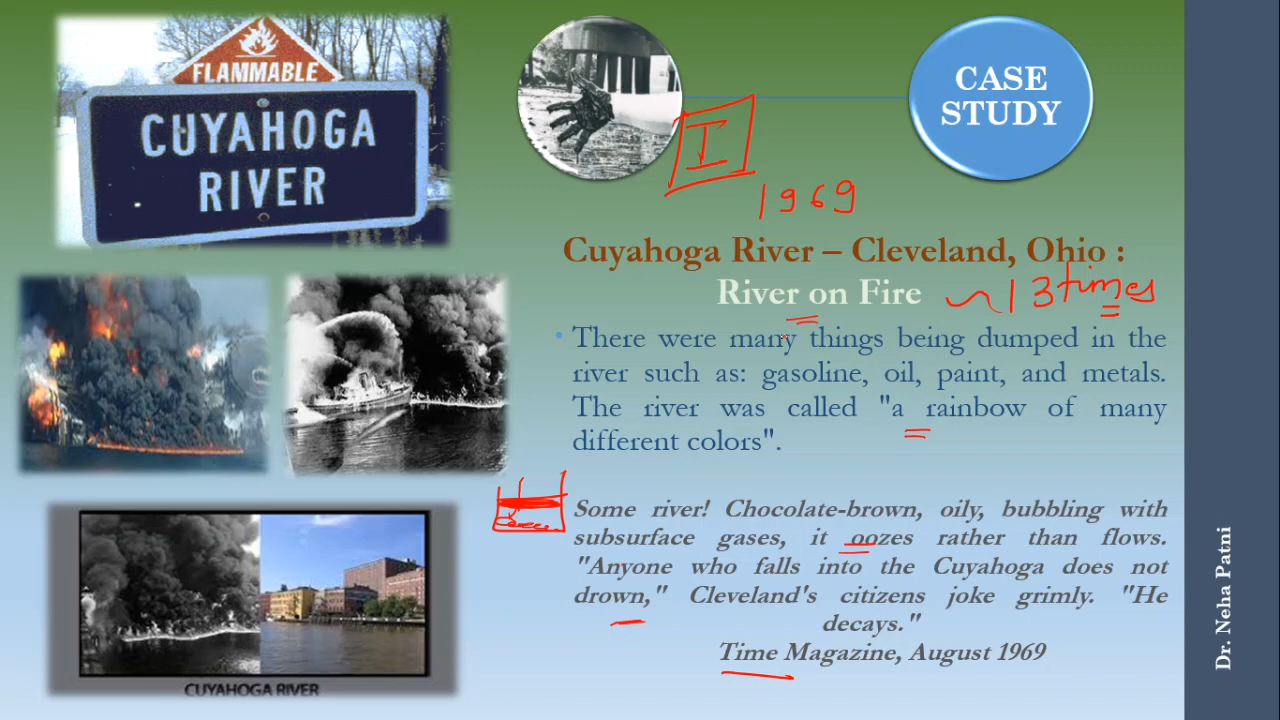 FLAMMABLE
CUYAHOGA
RIVER
CASE
STUDY
I
1969
Cuyahoga River – Cleveland, Ohio :
River on Fire ~13 times
• There were many things being dumped in the
river such as: gasoline, oil, paint, and metals.
The river was called "a rainbow of many
different colors".
Some river! Chocolate-brown, oily, bubbling with
subsurface gases, it oozes rather than flows.
"Anyone who falls into the Cuyahoga does not
drown," Cleveland's citizens joke grimly. "He
decays."
Time Magazine, August 1969
CUYAHOGA RIVER
Dr. Neha Patni